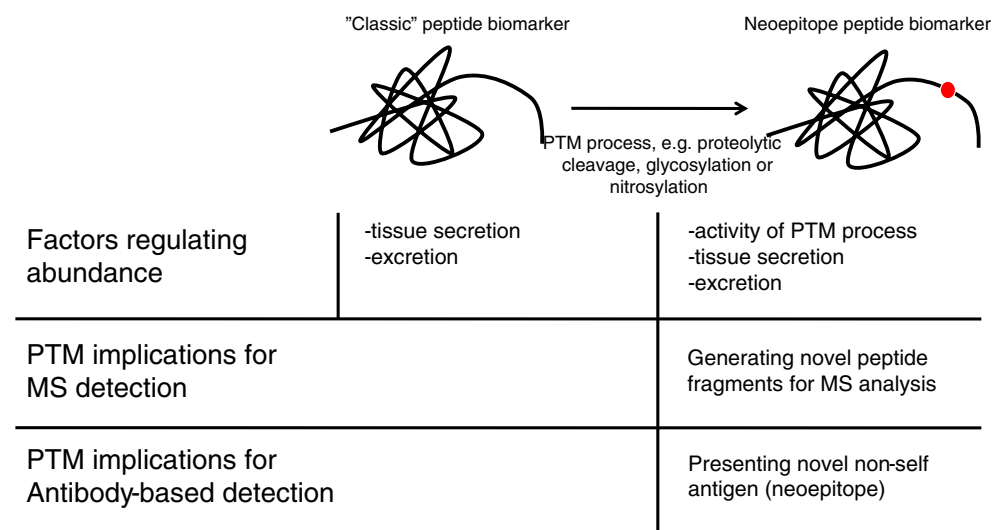 ”Classic” peptide biomarker
Neoepitope peptide biomarker
PTM process, e.g. proteolytic
cleavage, glycosylation or
nitrosylation
Factors regulating
abundance
-tissue secretion
-excretion
-activity of PTM process
-tissue secretion
-excretion
PTM implications for
MS detection
Generating novel peptide
fragments for MS analysis
PTM implications for
Antibody-based detection
Presenting novel non-self
antigen (neoepitope)